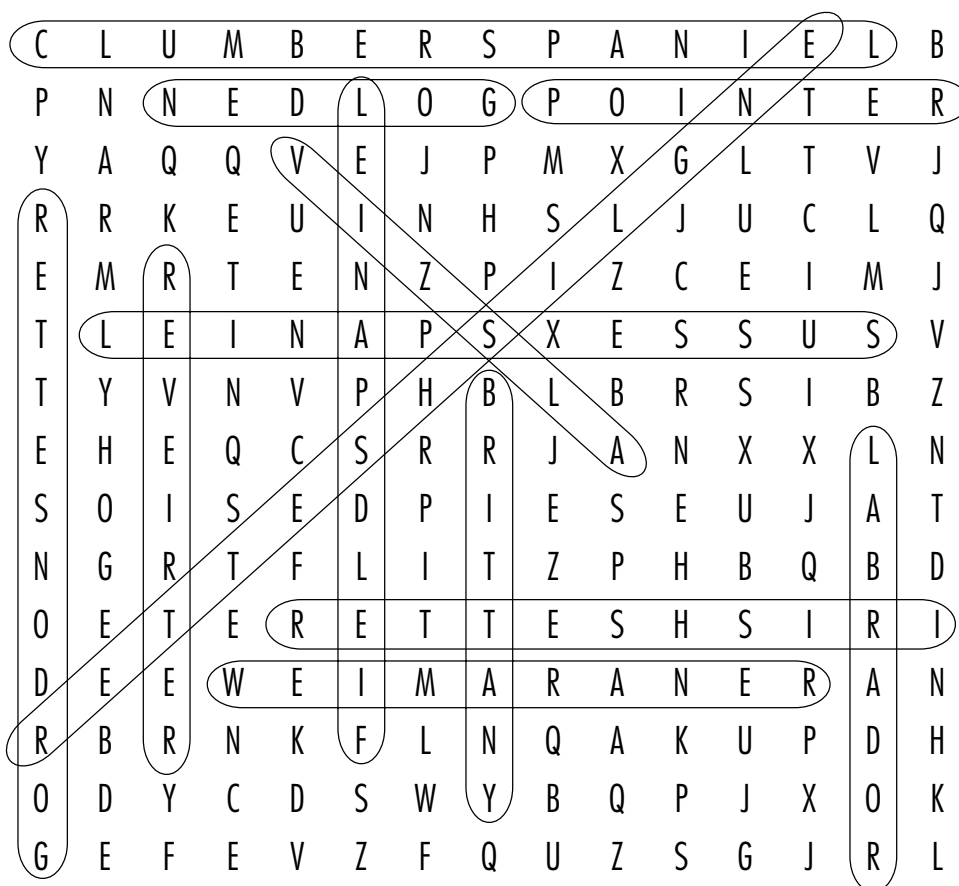 C L U M B E R S P A N I E L B
P N N E D L O G P O I N T E R
Y A Q Q V E J P M X G L T V J
R R K E U I N H S L J U C L Q
E M R T E N Z P I Z C E I M J
T L E I N A P S X E S S U S V
T Y V N V P H B L B R S I B Z
E H E Q C S R R J A N X X L N
S O I S E D P I E S E U J A T
N G R T F L I T Z P H B Q B D
O E T E R E T T E S H S I R I
D E E W E I M A R A N E R A N
R B R N K F L N Q A K U P D H
O D Y C D S W Y B Q P J X O K
G E F E V Z F Q U Z S G J R L